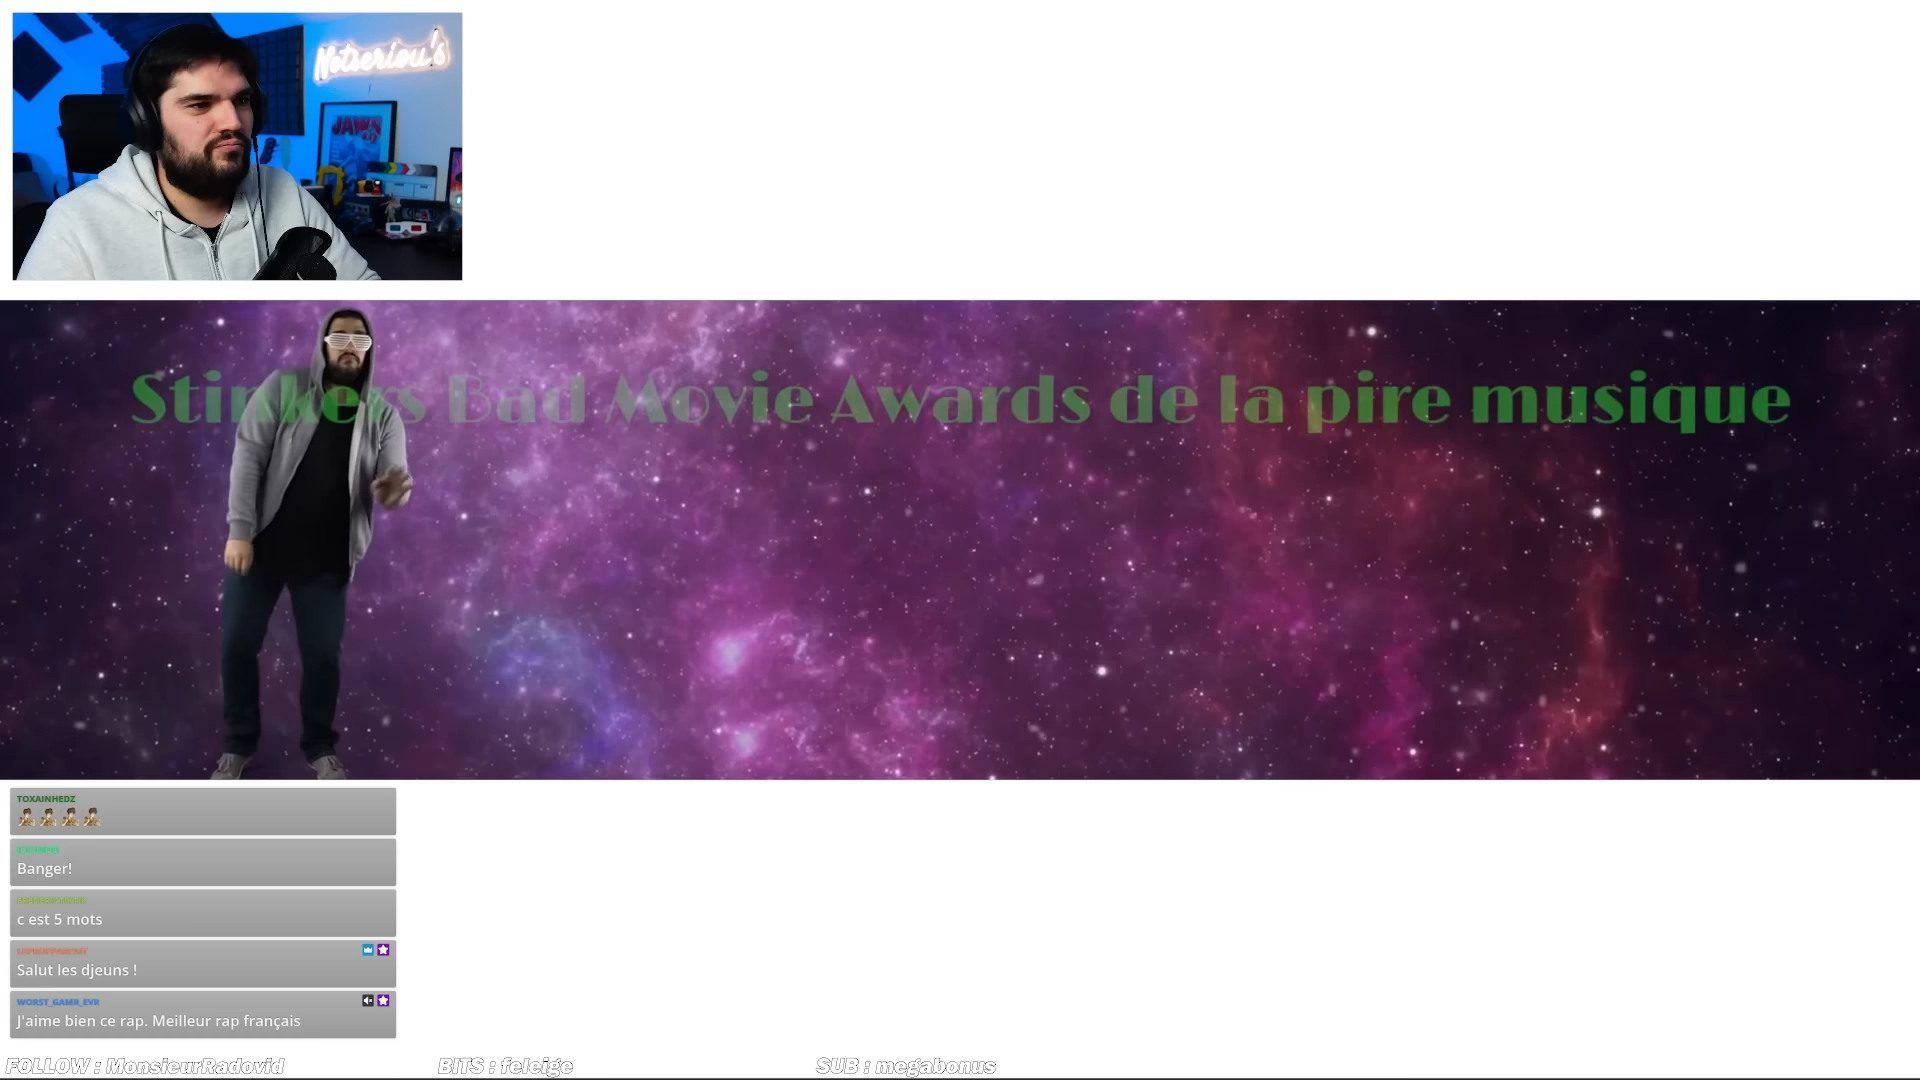 Notseriou's
JAWS
Stinkers Bad Movie Awards de la pire musique
TOXAINHEDZ
Banger!
c est 5 mots
Salut les djeuns !
WORST_GAMR_EVR
J'aime bien ce rap. Meilleur rap français
FOLLOW : MonsieurRadovid
BITS : feleige
SUB : megabonus